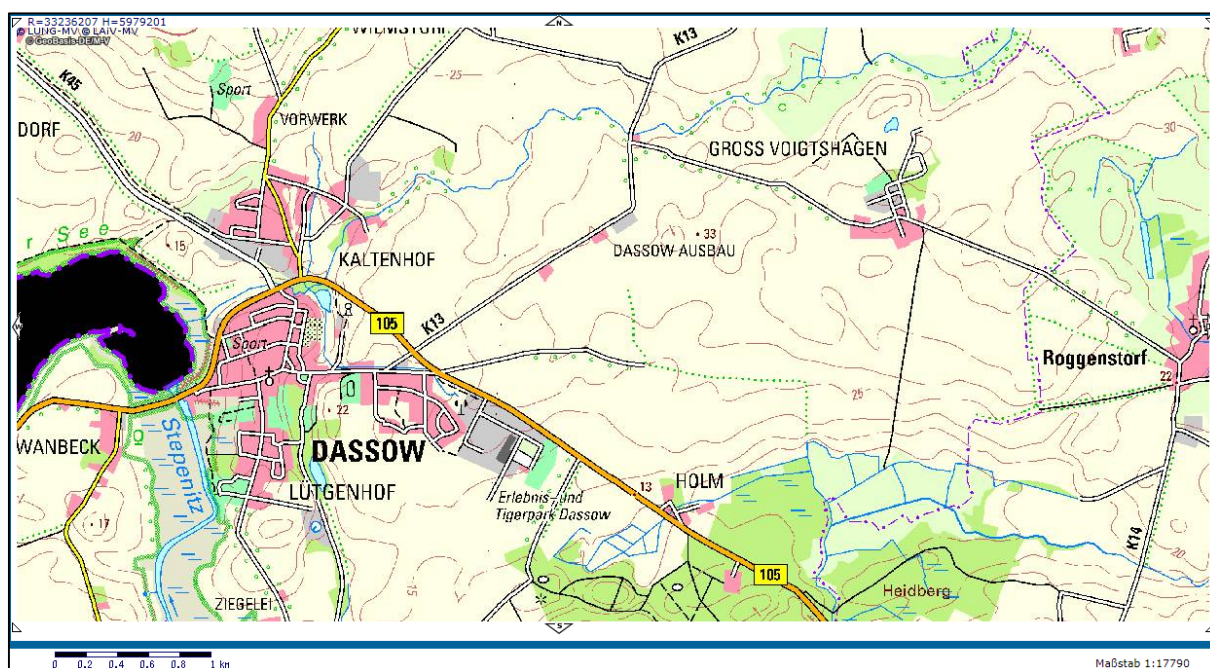 R=33236207 H=5979201
© LUNG-MV © LAiV-MV
© GeoBasis-DE/M-V
N
K45
K13
25
Sport
VORWERK
DORF
20
GROSS VOIGTSHAGEN
30
r See
15
33
KALTENHOF
DASSOW-AUSBAU
105
K13
Sport
Roggenstorf
22
25
22
WANBECK
DASSOW
Stepenitz
LÜTGENHOF
HOLM
13
Erlebnis- und
Tigerpark Dassow
17
K14
20
105
Heidberg
ZIEGELEI
S
0 0.2 0.4 0.6 0.8 1 km
Maßstab 1:17790